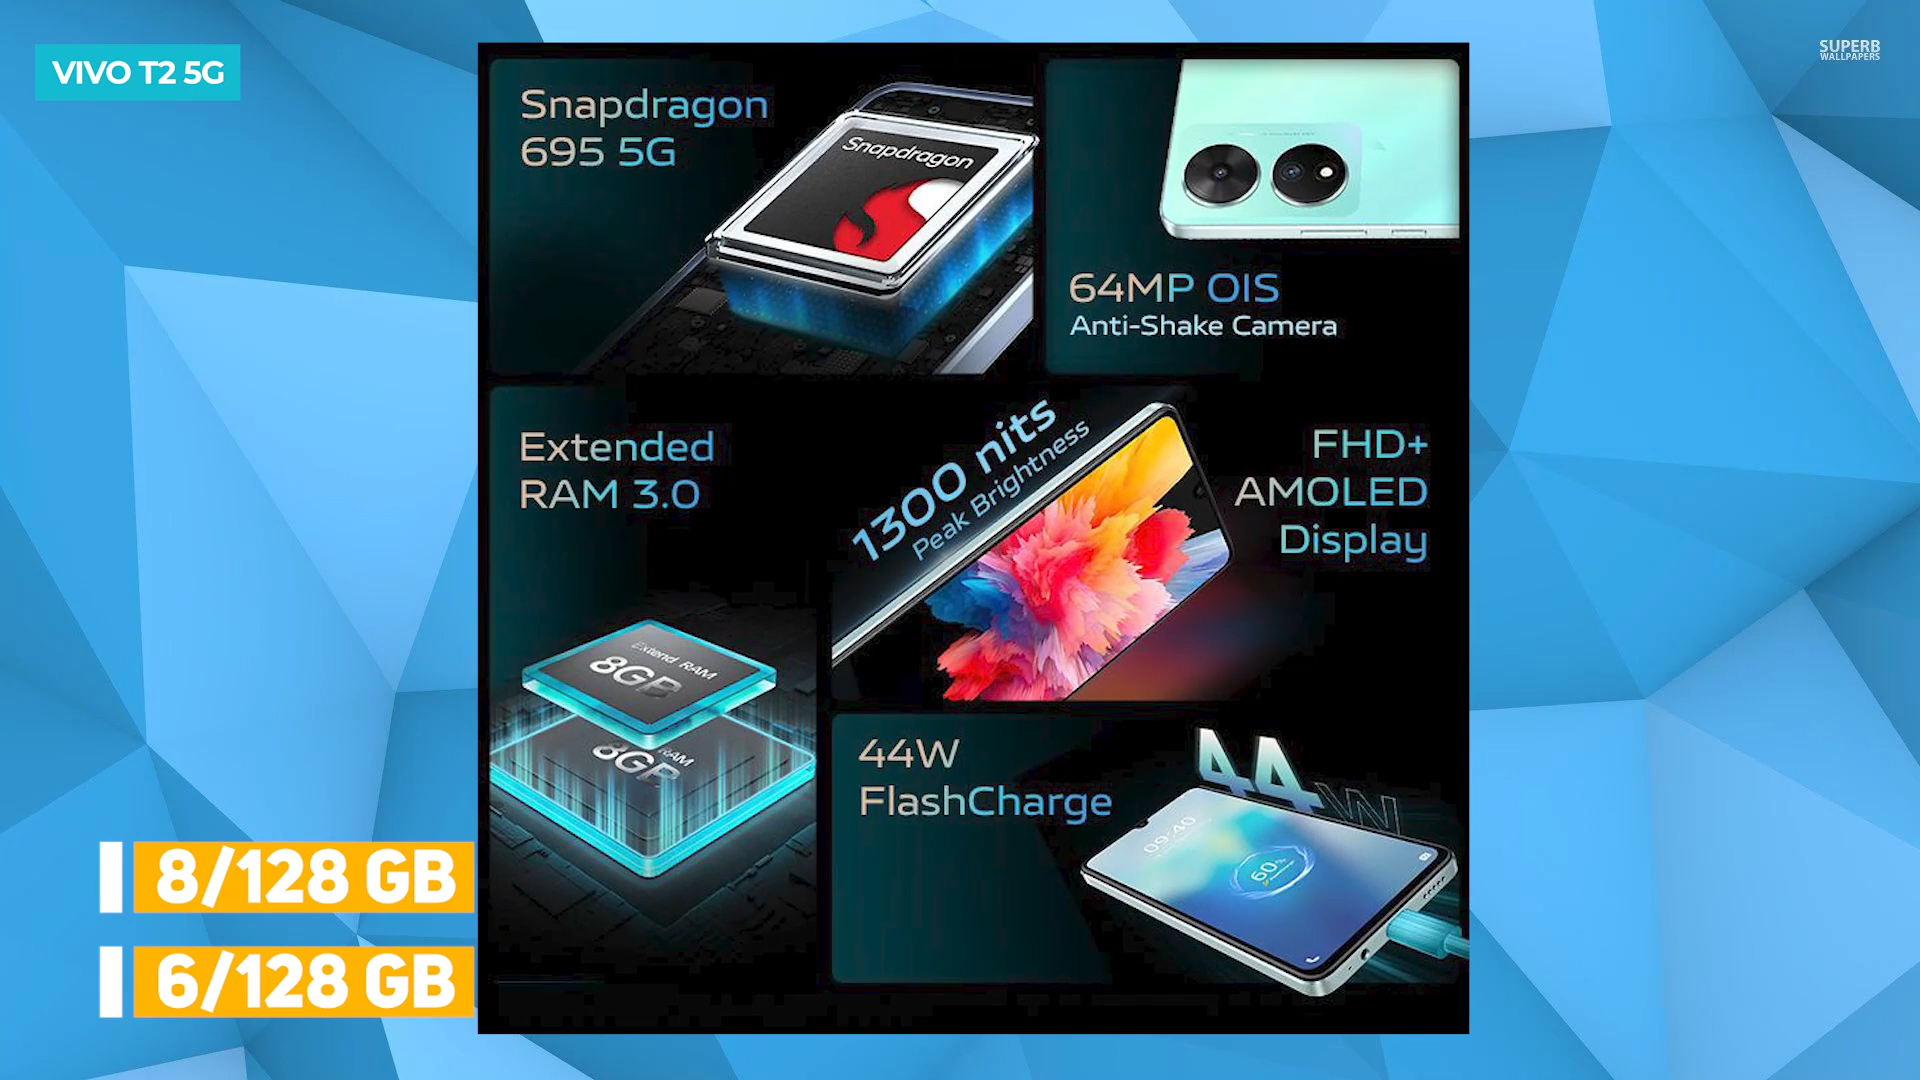 VIVO T2 5G
SUPERB
WALLPAPERS
Snapdragon
695 5G
Snapdragon
64MP OIS
Anti-Shake Camera
Extended
RAM 3.0
Extend RAM
8GB
RAM
8GB
1300 nits
Peak Brightness
FHD+
AMOLED
Display
44W
FlashCharge
44W
09:40
60%
8/128 GB
6/128 GB